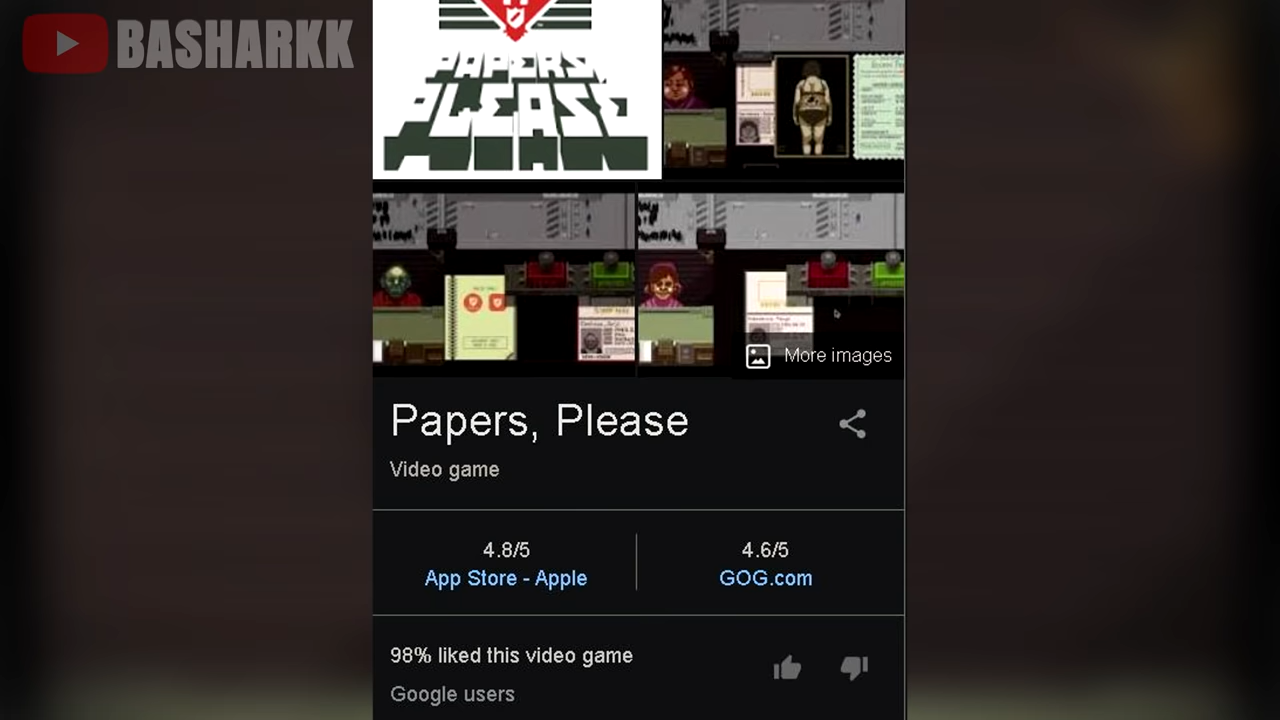 BASHARKK
PAPERS,
PLEASE
More images
Papers, Please
Video game
4.8/5
4.6/5
App Store - Apple
GOG.com
98% liked this video game
Google users